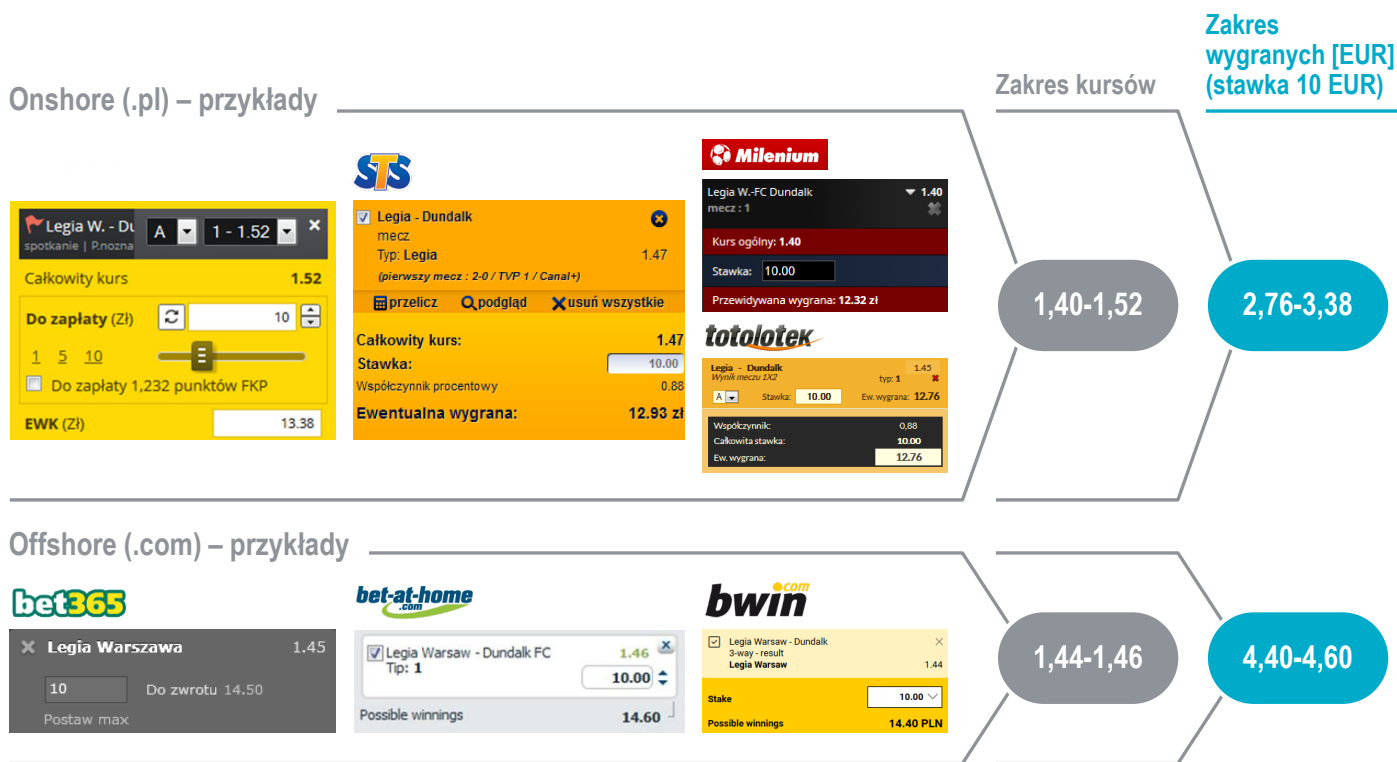 Zakres
wygranych [EUR]
(stawka 10 EUR)
Zakres kursów
Onshore (.pl) – przykłady
Legia W. - Du
spotkanie | P.nozna
A
1 - 1.52
×
Całkowity kurs 1.52
Do zapłaty (Zł) 10
1 5 10
Do zapłaty 1,232 punktów FKP
EWK (Zł) 13.38
STS
Legia - Dundalk
mecz
Typ: Legia 1.47
(pierwszy mecz : 2-0 / TVP 1 / Canal+)
przelicz podgląd usuń wszystkie
Całkowity kurs: 1.47
Stawka: 10.00
Współczynnik procentowy 0.88
Ewentualna wygrana: 12.93 zł
Milenium
Legia W.-FC Dundalk 1.40
mecz : 1
Kurs ogólny: 1.40
Stawka: 10.00
Przewidywana wygrana: 12.32 zł
totolotek
Legia - Dundalk 1.45
Wynik meczu 1X2 typ: 1
A Stawka: 10.00 Ew. wygrana: 12.76
Współczynnik: 0,88
Całkowita stawka: 10.00
Ew. wygrana: 12.76
1,40-1,52
2,76-3,38
Offshore (.com) – przykłady
bet365
Legia Warszawa 1.45
10 Do zwrotu 14.50
Postaw max
bet-at-home
.com
Legia Warsaw - Dundalk FC 1.46
Tip: 1
10.00
Possible winnings 14.60
bwin
com
Legia Warsaw - Dundalk
3-way - result
Legia Warsaw 1.44
Stake 10.00
Possible winnings 14.40 PLN
1,44-1,46
4,40-4,60